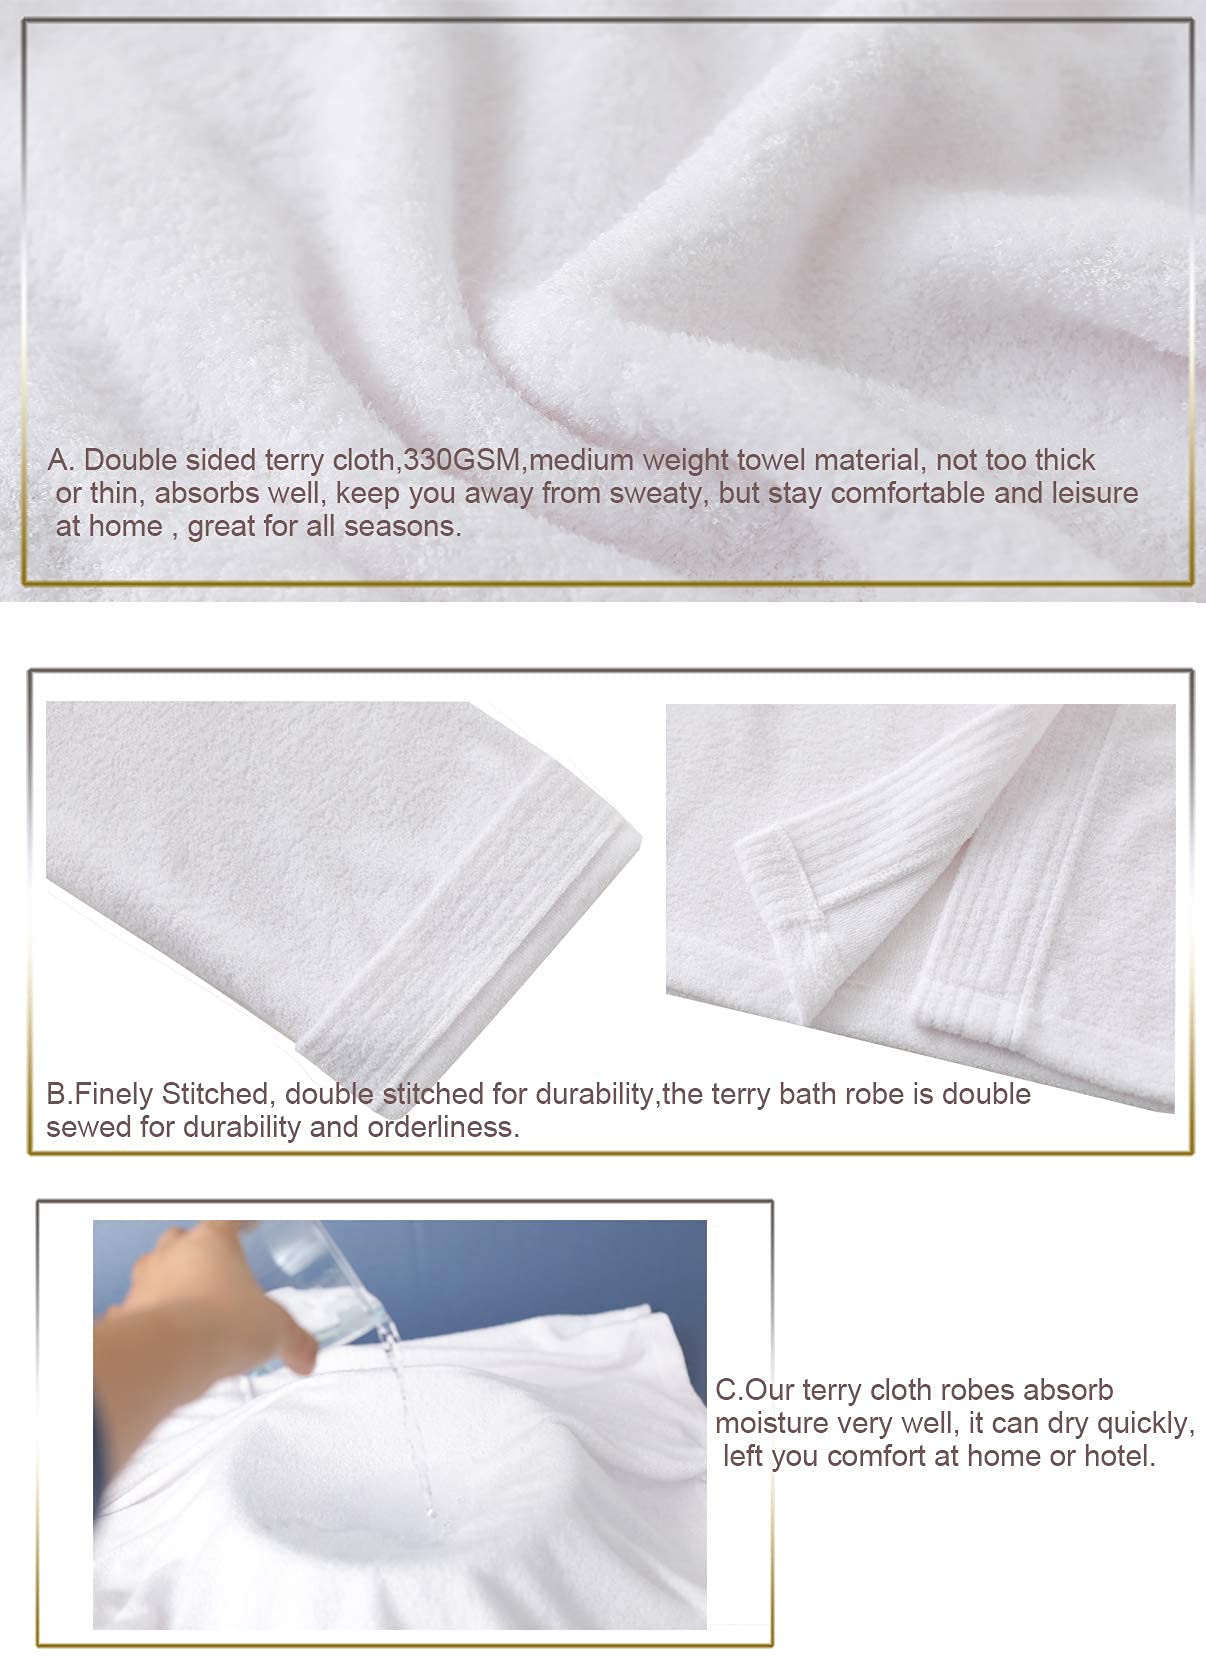 A. Double sided terry cloth,330GSM,medium weight towel material, not too thick
or thin, absorbs well, keep you away from sweaty, but stay comfortable and leisure
at home , great for all seasons.
B.Finely Stitched, double stitched for durability,the terry bath robe is double
sewed for durability and orderliness.
C.Our terry cloth robes absorb
moisture very well, it can dry quickly,
left you comfort at home or hotel.